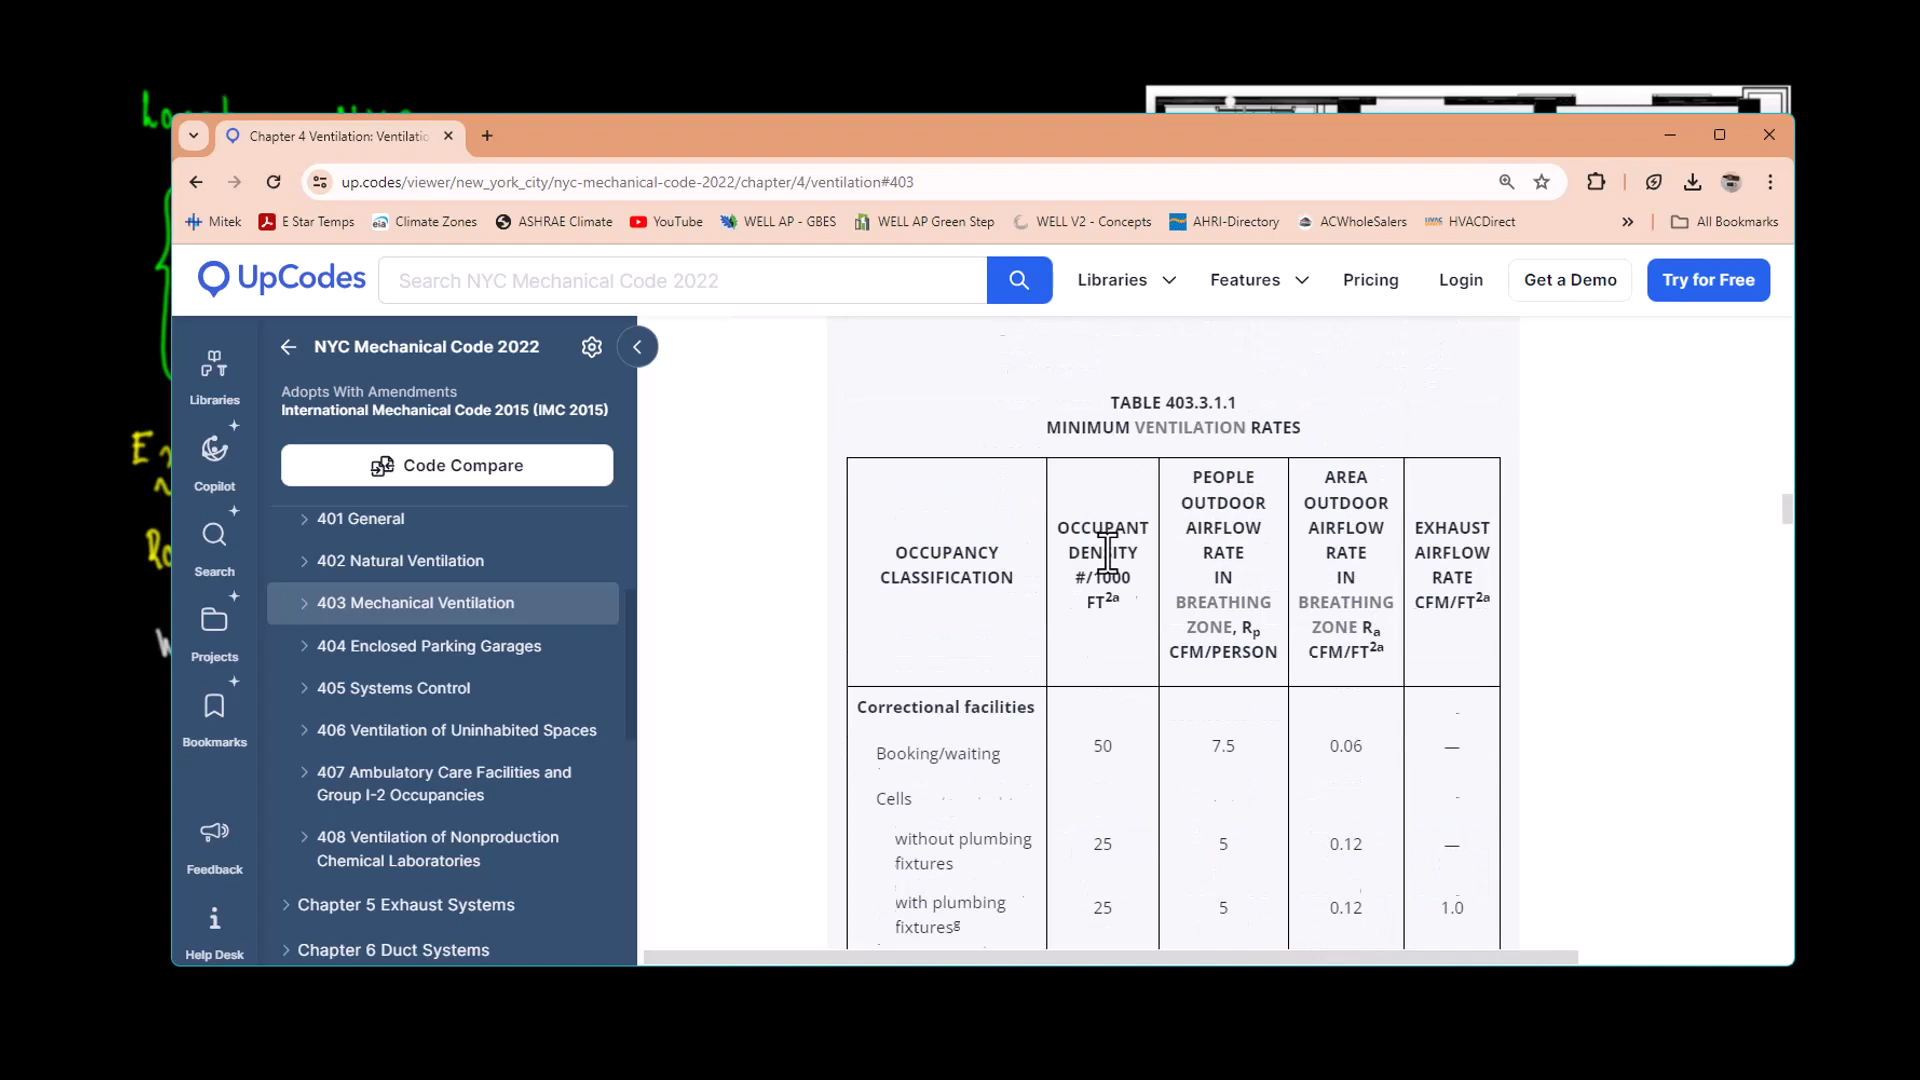 Chapter 4 Ventilation: Ventilatio
up.codes/viewer/new_york_city/nyc-mechanical-code-2022/chapter/4/ventilation#403
Mitek
E Star Temps
Climate Zones
ASHRAE Climate
YouTube
WELL AP - GBES
WELL AP Green Step
WELL V2 - Concepts
AHRI-Directory
ACWholeSalers
HVACDirect
All Bookmarks
UpCodes
Search NYC Mechanical Code 2022
Libraries
Features
Pricing
Login
Get a Demo
Try for Free
Libraries
Copilot
Search
Projects
Bookmarks
Feedback
Help Desk
NYC Mechanical Code 2022
Adopts With Amendments
International Mechanical Code 2015 (IMC 2015)
Code Compare
401 General
402 Natural Ventilation
403 Mechanical Ventilation
404 Enclosed Parking Garages
405 Systems Control
406 Ventilation of Uninhabited Spaces
407 Ambulatory Care Facilities and
Group I-2 Occupancies
408 Ventilation of Nonproduction
Chemical Laboratories
Chapter 5 Exhaust Systems
Chapter 6 Duct Systems
TABLE 403.3.1.1
MINIMUM VENTILATION RATES
OCCUPANCY
CLASSIFICATION
OCCUPANT
DENSITY
#/1000
FT2a
PEOPLE
OUTDOOR
AIRFLOW
RATE
IN
BREATHING
ZONE, Rp
CFM/PERSON
AREA
OUTDOOR
AIRFLOW
RATE
IN
BREATHING
ZONE Ra
CFM/FT2a
EXHAUST
AIRFLOW
RATE
CFM/FT2a
Correctional facilities
Booking/waiting 50 7.5 0.06 —
Cells
without plumbing
fixtures 25 5 0.12 —
with plumbing
fixturesg 25 5 0.12 1.0